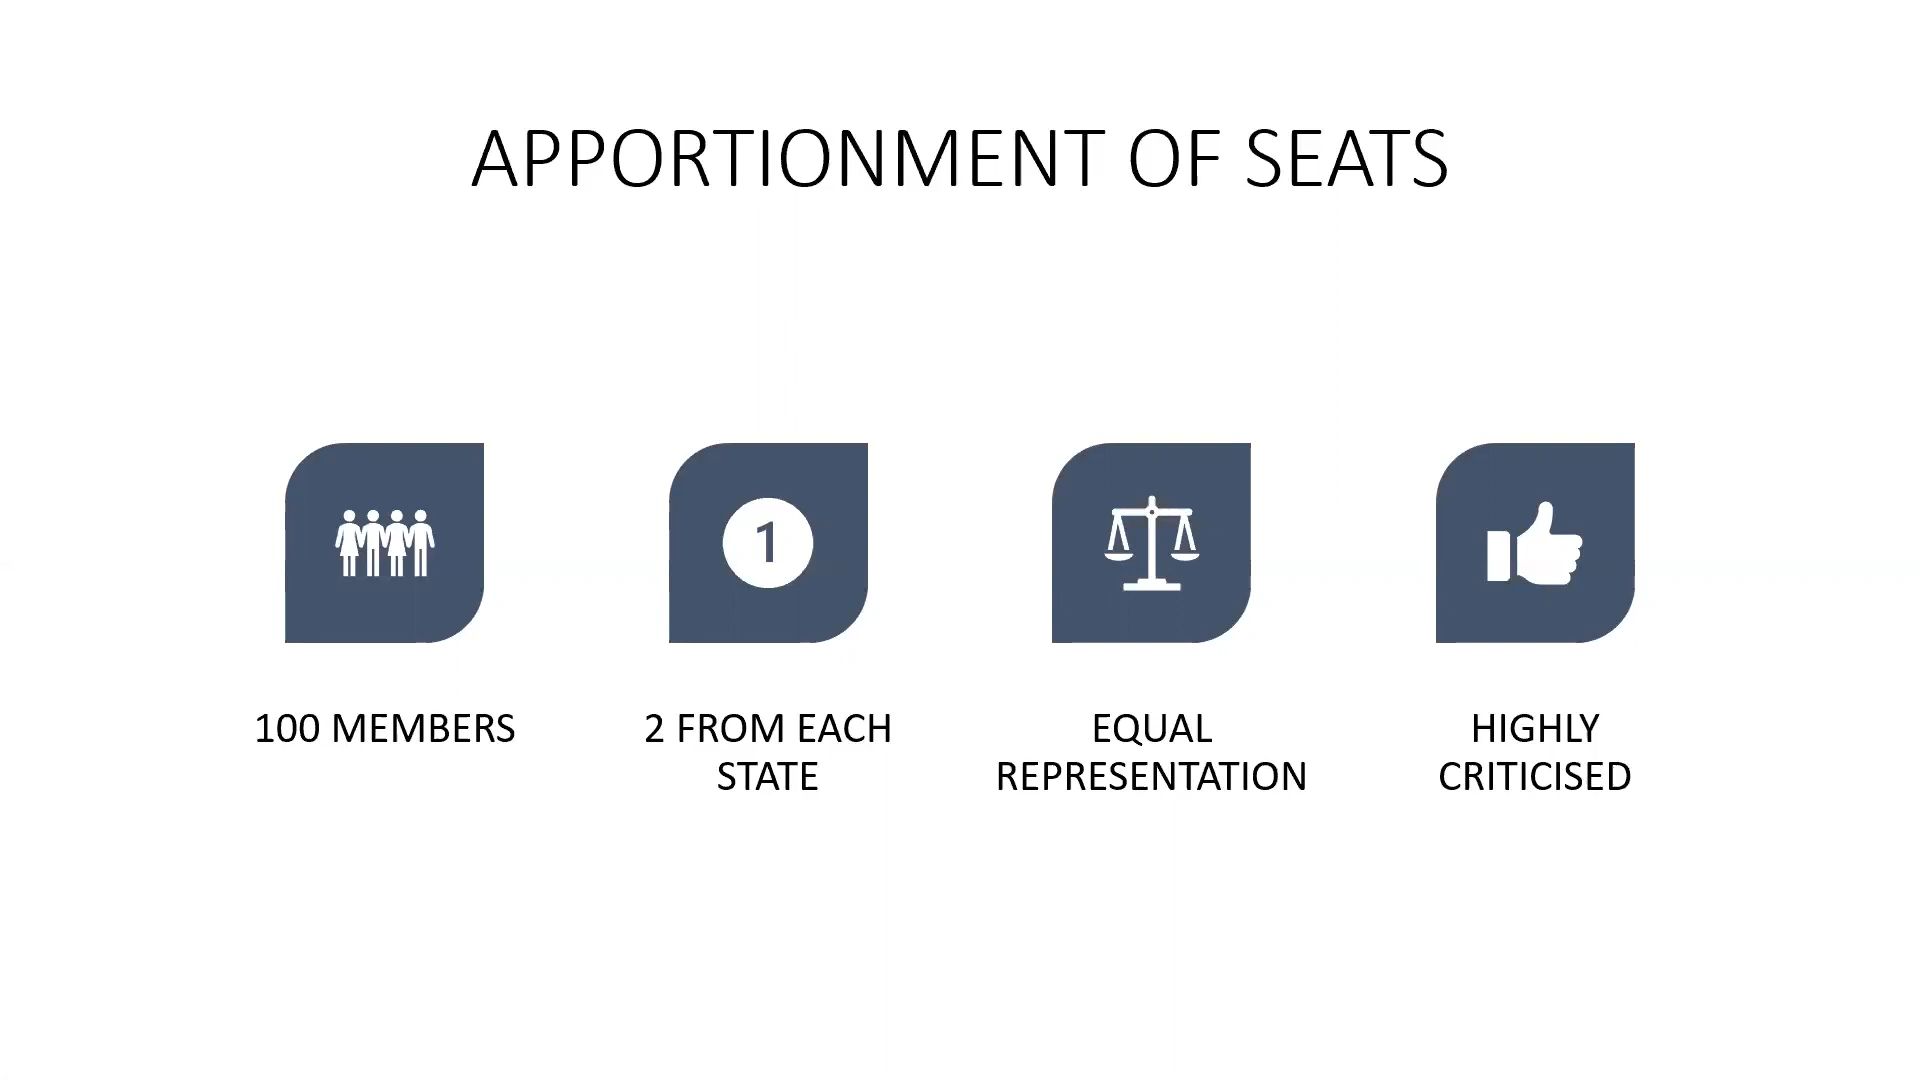 APPORTIONMENT OF SEATS
1
100 MEMBERS
2 FROM EACH
STATE
EQUAL
REPRESENTATION
HIGHLY
CRITICISED